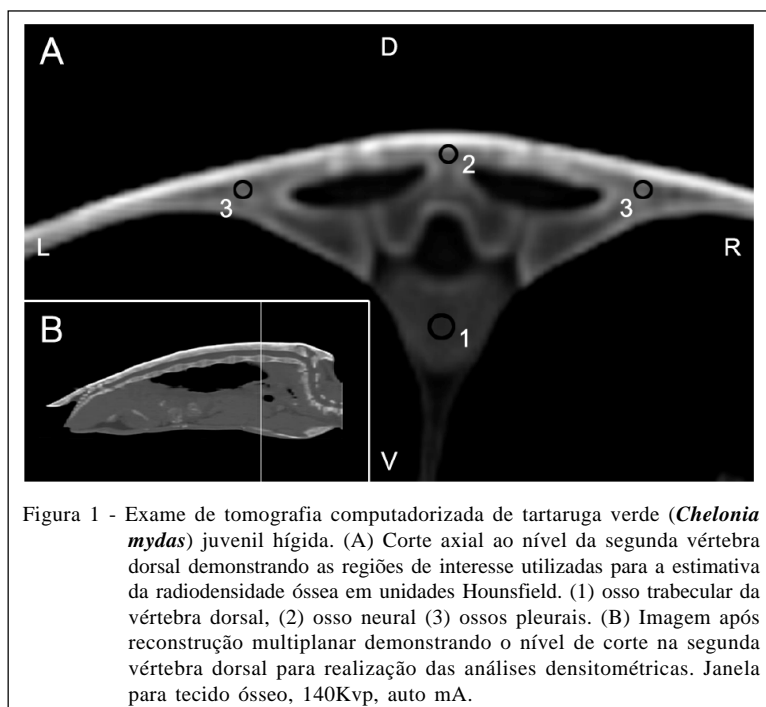 A
D
2
3
3
L
R
1
B
V
Figura 1 - Exame de tomografia computadorizada de tartaruga verde (Chelonia
mydas) juvenil hígida. (A) Corte axial ao nível da segunda vértebra
dorsal demonstrando as regiões de interesse utilizadas para a estimativa
da radiodensidade óssea em unidades Hounsfield. (1) osso trabecular da
vértebra dorsal, (2) osso neural (3) ossos pleurais. (B) Imagem após
reconstrução multiplanar demonstrando o nível de corte na segunda
vértebra dorsal para realização das análises densitométricas. Janela
para tecido ósseo, 140Kvp, auto mA.